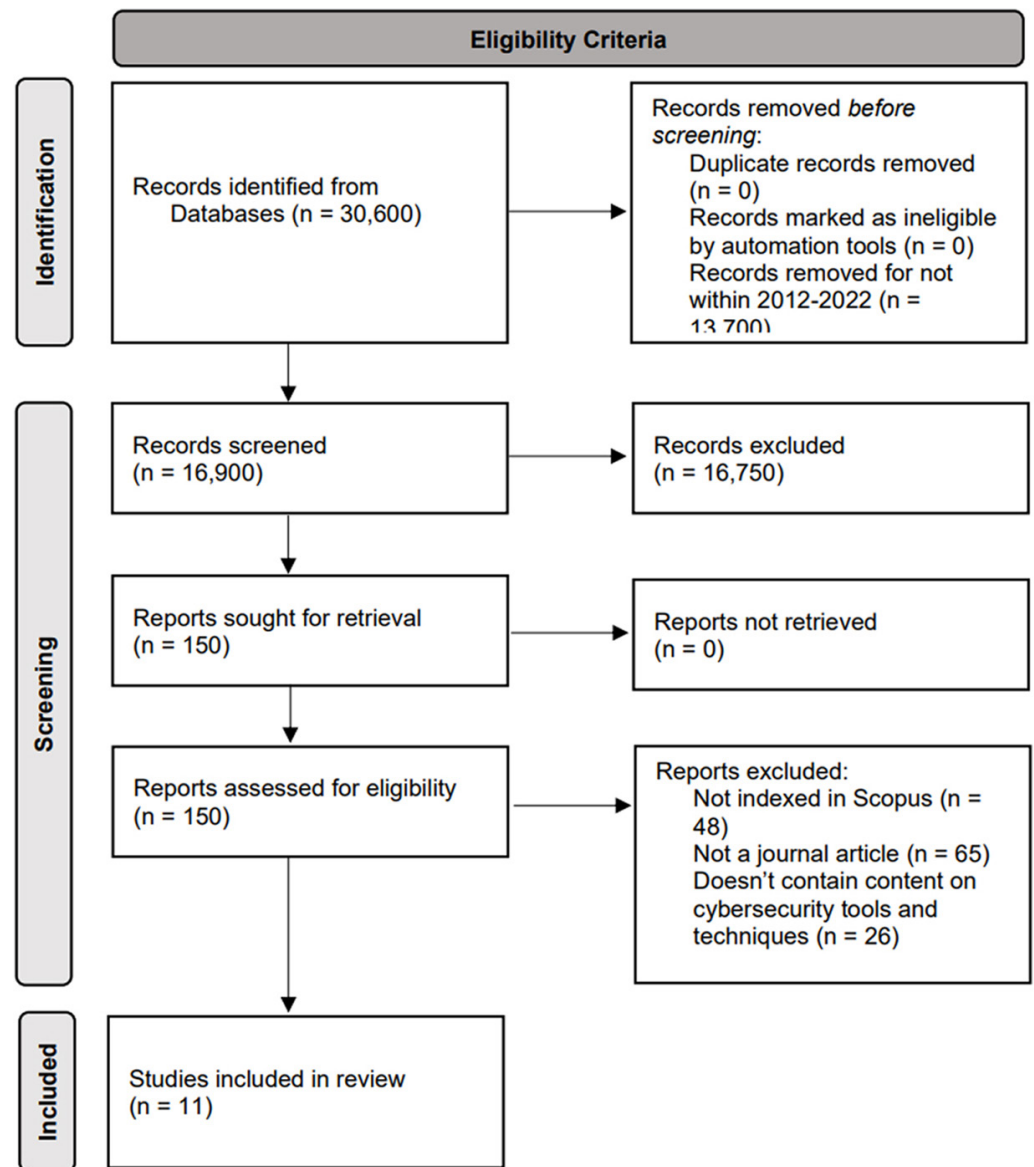 Eligibility Criteria
Identification
Records identified from
Databases (n = 30,600)
Records removed before
screening:
Duplicate records removed
(n = 0)
Records marked as ineligible
by automation tools (n = 0)
Records removed for not
within 2012-2022 (n =
13,700)
Screening
Records screened
(n = 16,900)
Records excluded
(n = 16,750)
Reports sought for retrieval
(n = 150)
Reports not retrieved
(n = 0)
Reports assessed for eligibility
(n = 150)
Reports excluded:
Not indexed in Scopus (n =
48)
Not a journal article (n = 65)
Doesn’t contain content on
cybersecurity tools and
techniques (n = 26)
Included
Studies included in review
(n = 11)